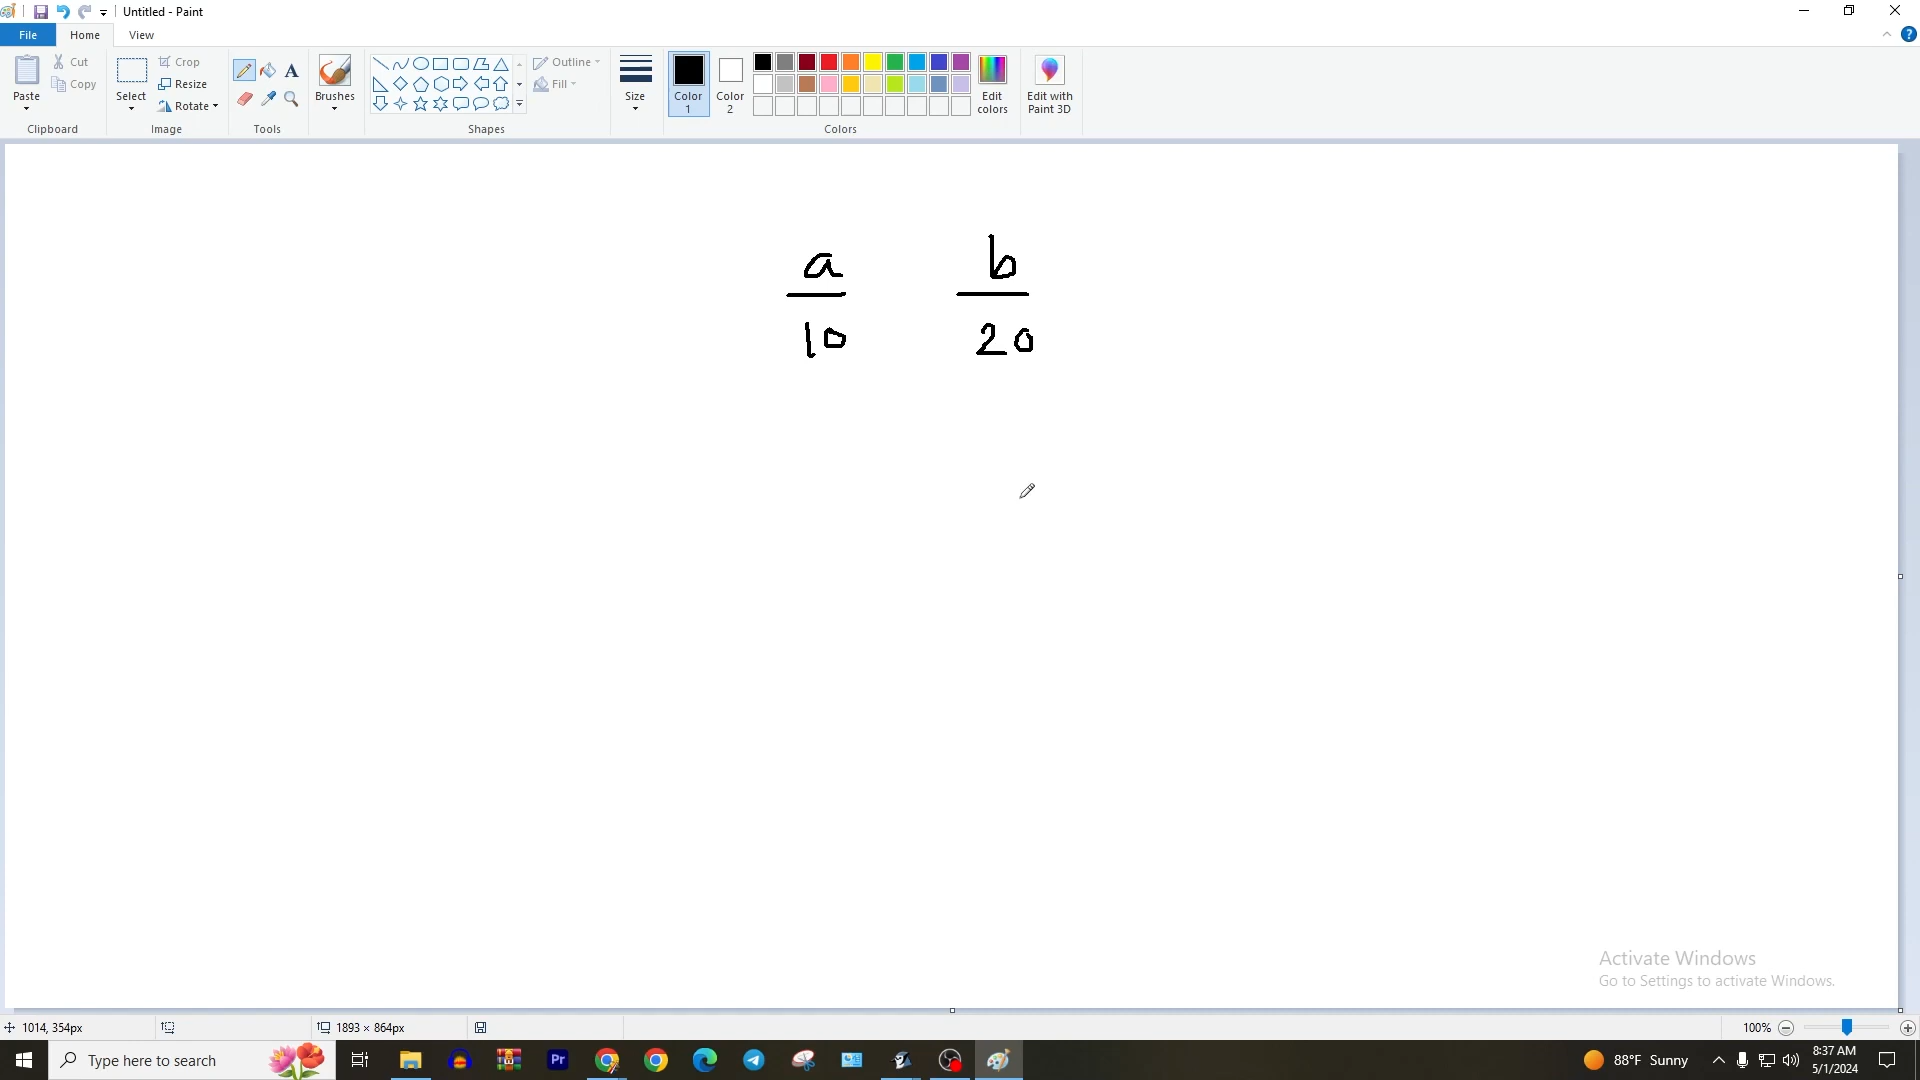 Untitled - Paint
File Home View
Paste Cut Copy Clipboard
Select Crop Resize Rotate Image
Tools
Brushes
Shapes
Outline
Fill
Size
Color 1
Color 2
Edit colors
Colors
Edit with Paint 3D
a b
10 20
Activate Windows
Go to Settings to activate Windows.
1014, 354px 1893 × 864px 100%
Type here to search Pr 88°F Sunny 8:37 AM
5/1/2024